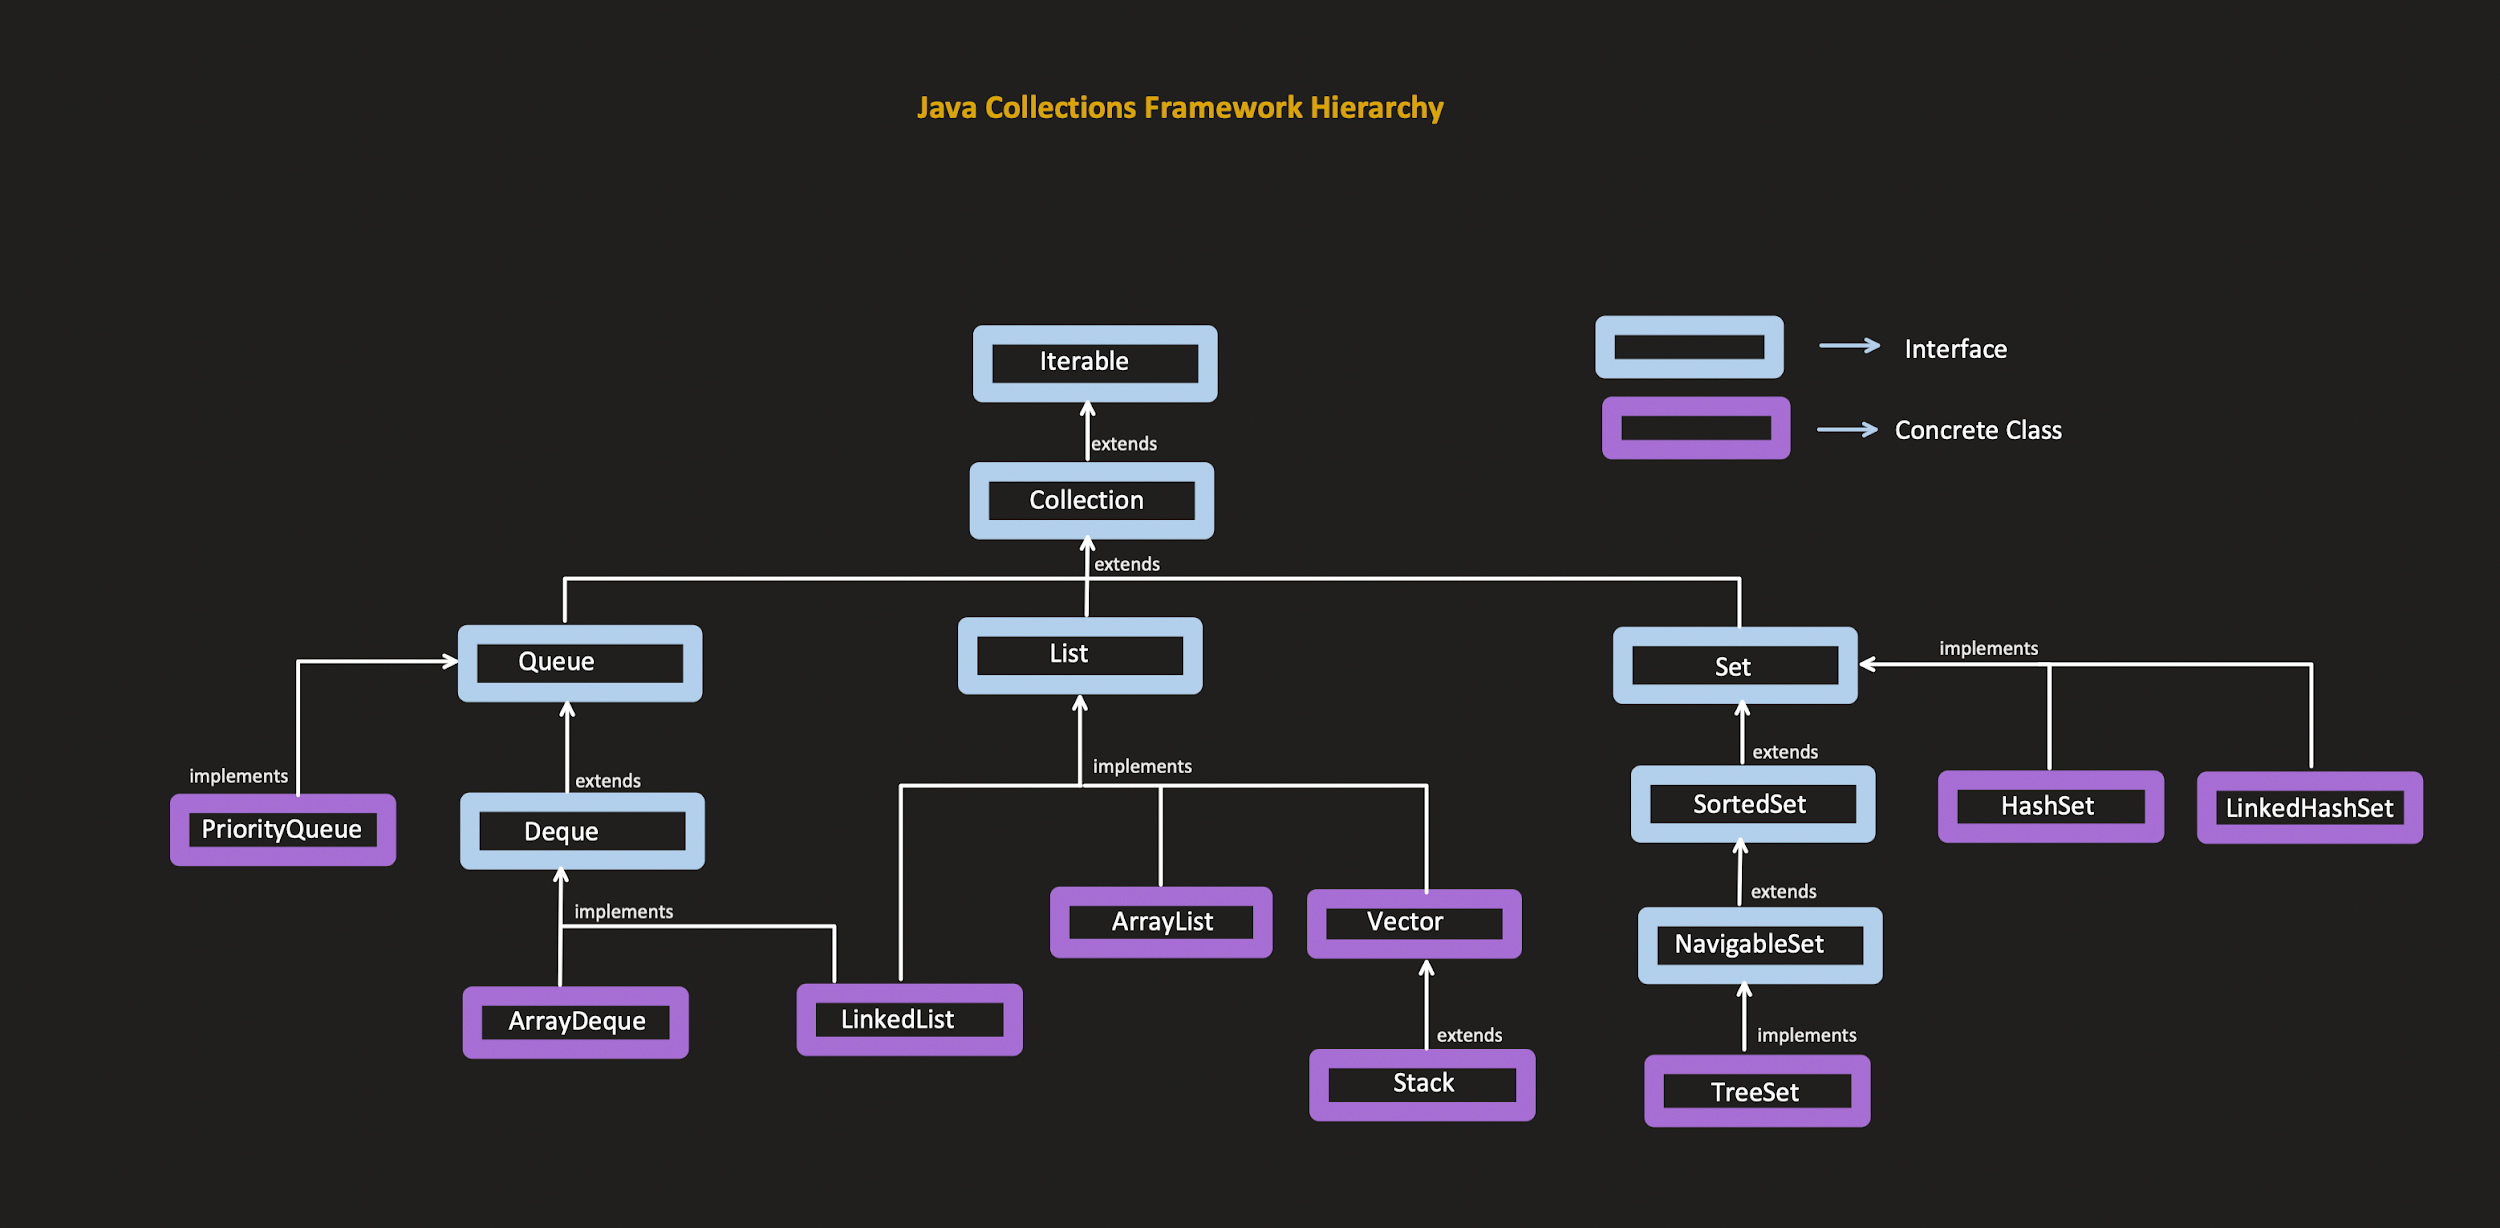 Java Collections Framework Hierarchy
Iterable
Interface
Concrete Class
extends
Collection
extends
Queue
List
Set
implements
implements
extends
implements
extends
PriorityQueue
Deque
SortedSet
HashSet
LinkedHashSet
implements
ArrayList
Vector
extends
NavigableSet
ArrayDeque
LinkedList
extends
implements
Stack
TreeSet